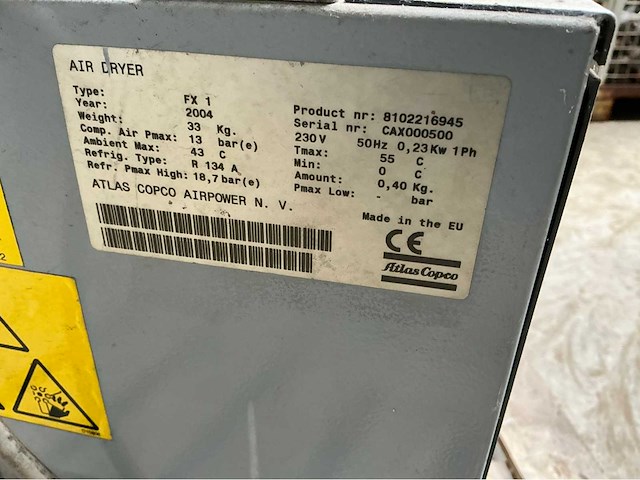 AIR DRYER
Type: FX 1 Product nr: 8102216945
Year: 2004 Serial nr: CAX000500
Weight: 33 Kg. 230 V 50Hz 0,23Kw 1Ph
Comp. Air Pmax: 13 bar(e) Tmax: 55 C
Ambient Max: 43 C Min: 0 C
Refrig. Type: R 134 A Amount: 0,40 Kg.
Refr. Pmax High: 18,7 bar(e) Pmax Low: - bar
ATLAS COPCO AIRPOWER N. V.
Made in the EU
CE
Atlas Copco
2